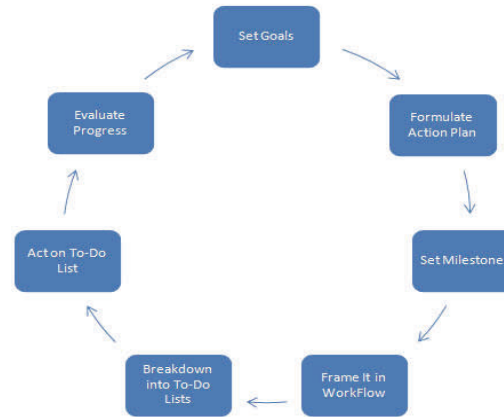 Set Goals
Formulate
Action Plan
Set Milestone
Frame It in
WorkFlow
Breakdown
into To-Do
Lists
Act on To-Do
List
Evaluate
Progress